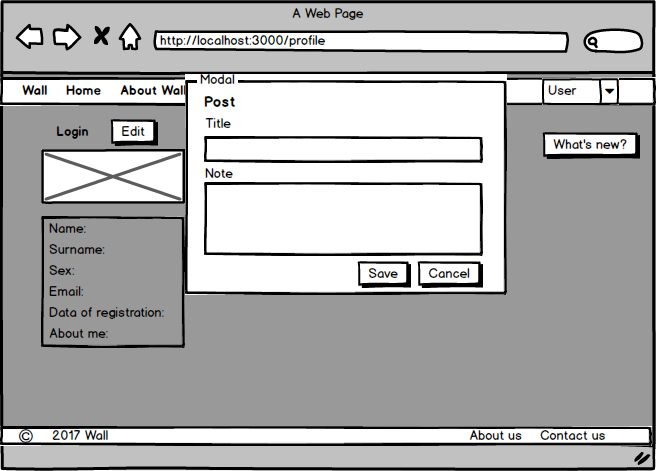 A Web Page
http://localhost:3000/profile
Wall Home About Wall User
Modal
Post
Title
Note
Save Cancel
Login Edit
What's new?
Name:
Surname:
Sex:
Email:
Data of registration:
About me:
© 2017 Wall About us Contact us